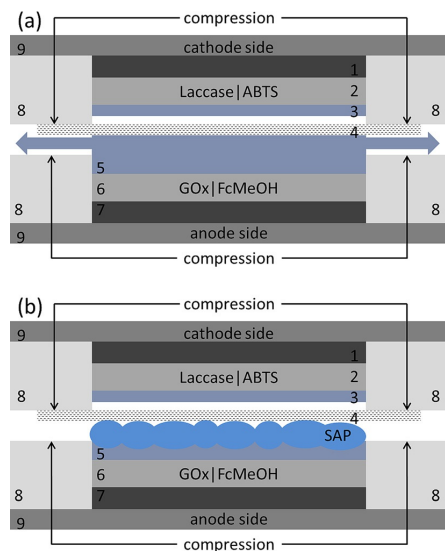 (a)
compression
9
cathode side
1
Laccase|ABTS
2
8
3
8
4
5
6
GOx|FcMeOH
8
7
8
9
anode side
compression
(b)
compression
9
cathode side
1
Laccase|ABTS
2
8
3
8
4
SAP
5
6
GOx|FcMeOH
8
7
8
9
anode side
compression